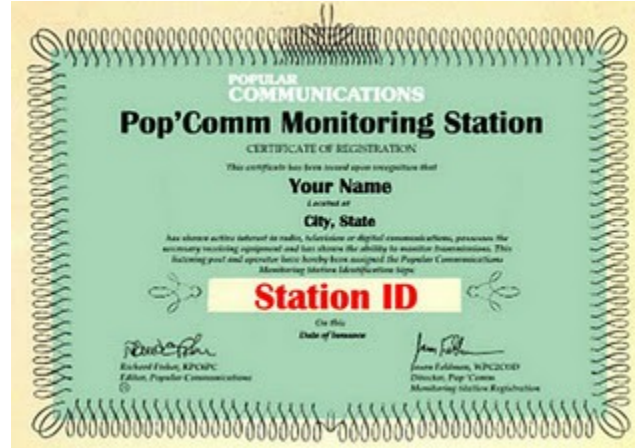 POPULAR
COMMUNICATIONS
Pop'Comm Monitoring Station
CERTIFICATE OF REGISTRATION
This certificate has been issued upon recognition that
Your Name
Located at
City, State
has shown active interest in radio, television or digital communications, possesses the
necessary receiving equipment and has shown the ability to monitor transmissions. This
listening post and operator have hereby been assigned the Popular Communications
Monitoring Station Identification Sign:
Station ID
On this
Date of Issuance
Richard Fisher,
Editor, Popular Communications
Jason Feldman, WPC2COD
Director, Pop'Comm
Monitoring Station Registration